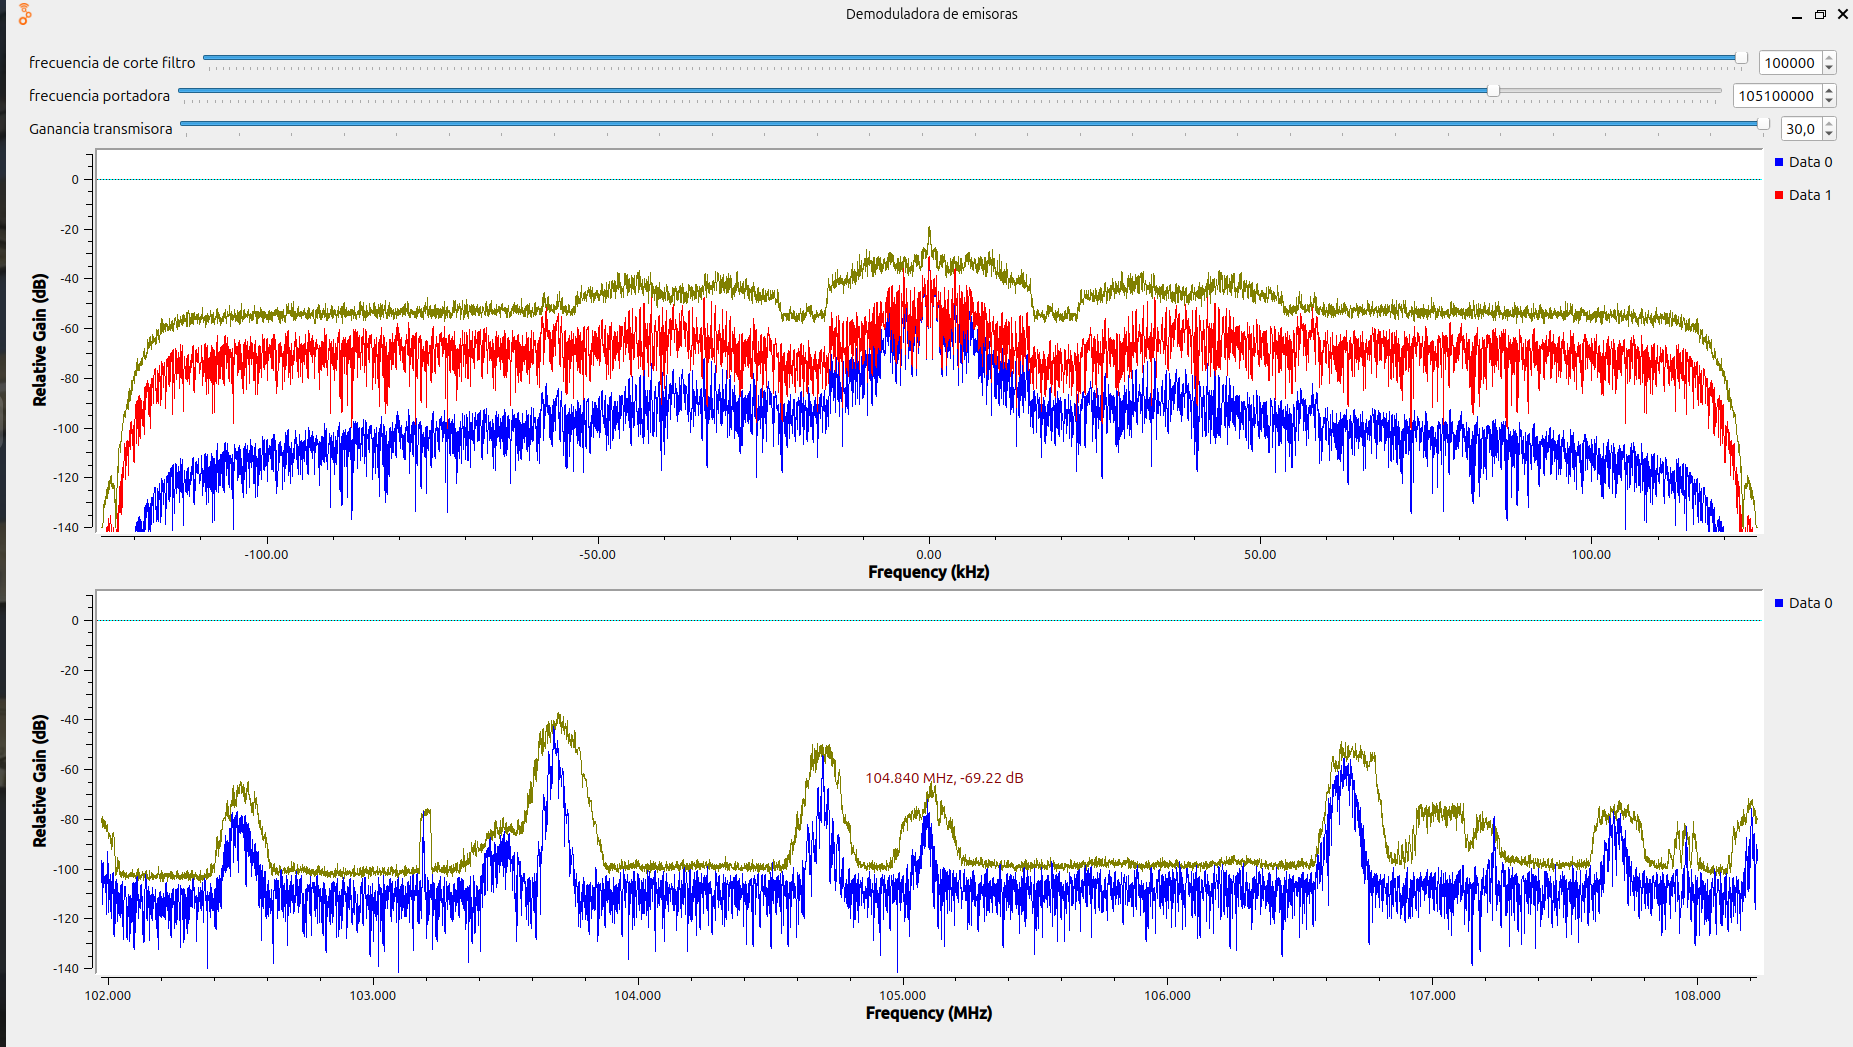 Demoduladora de emisoras
frecuencia de corte filtro 100000
frecuencia portadora 105100000
Ganancia transmisora 30,0
Data 0
Data 1
Relative Gain (dB)
0
-20
-40
-60
-80
-100
-120
-140
-100.00 -50.00 0.00 50.00 100.00
Frequency (kHz)
Data 0
Relative Gain (dB)
0
-20
-40
-60
-80
-100
-120
-140
104.840 MHz, -69.22 dB
102.000 103.000 104.000 105.000 106.000 107.000 108.000
Frequency (MHz)